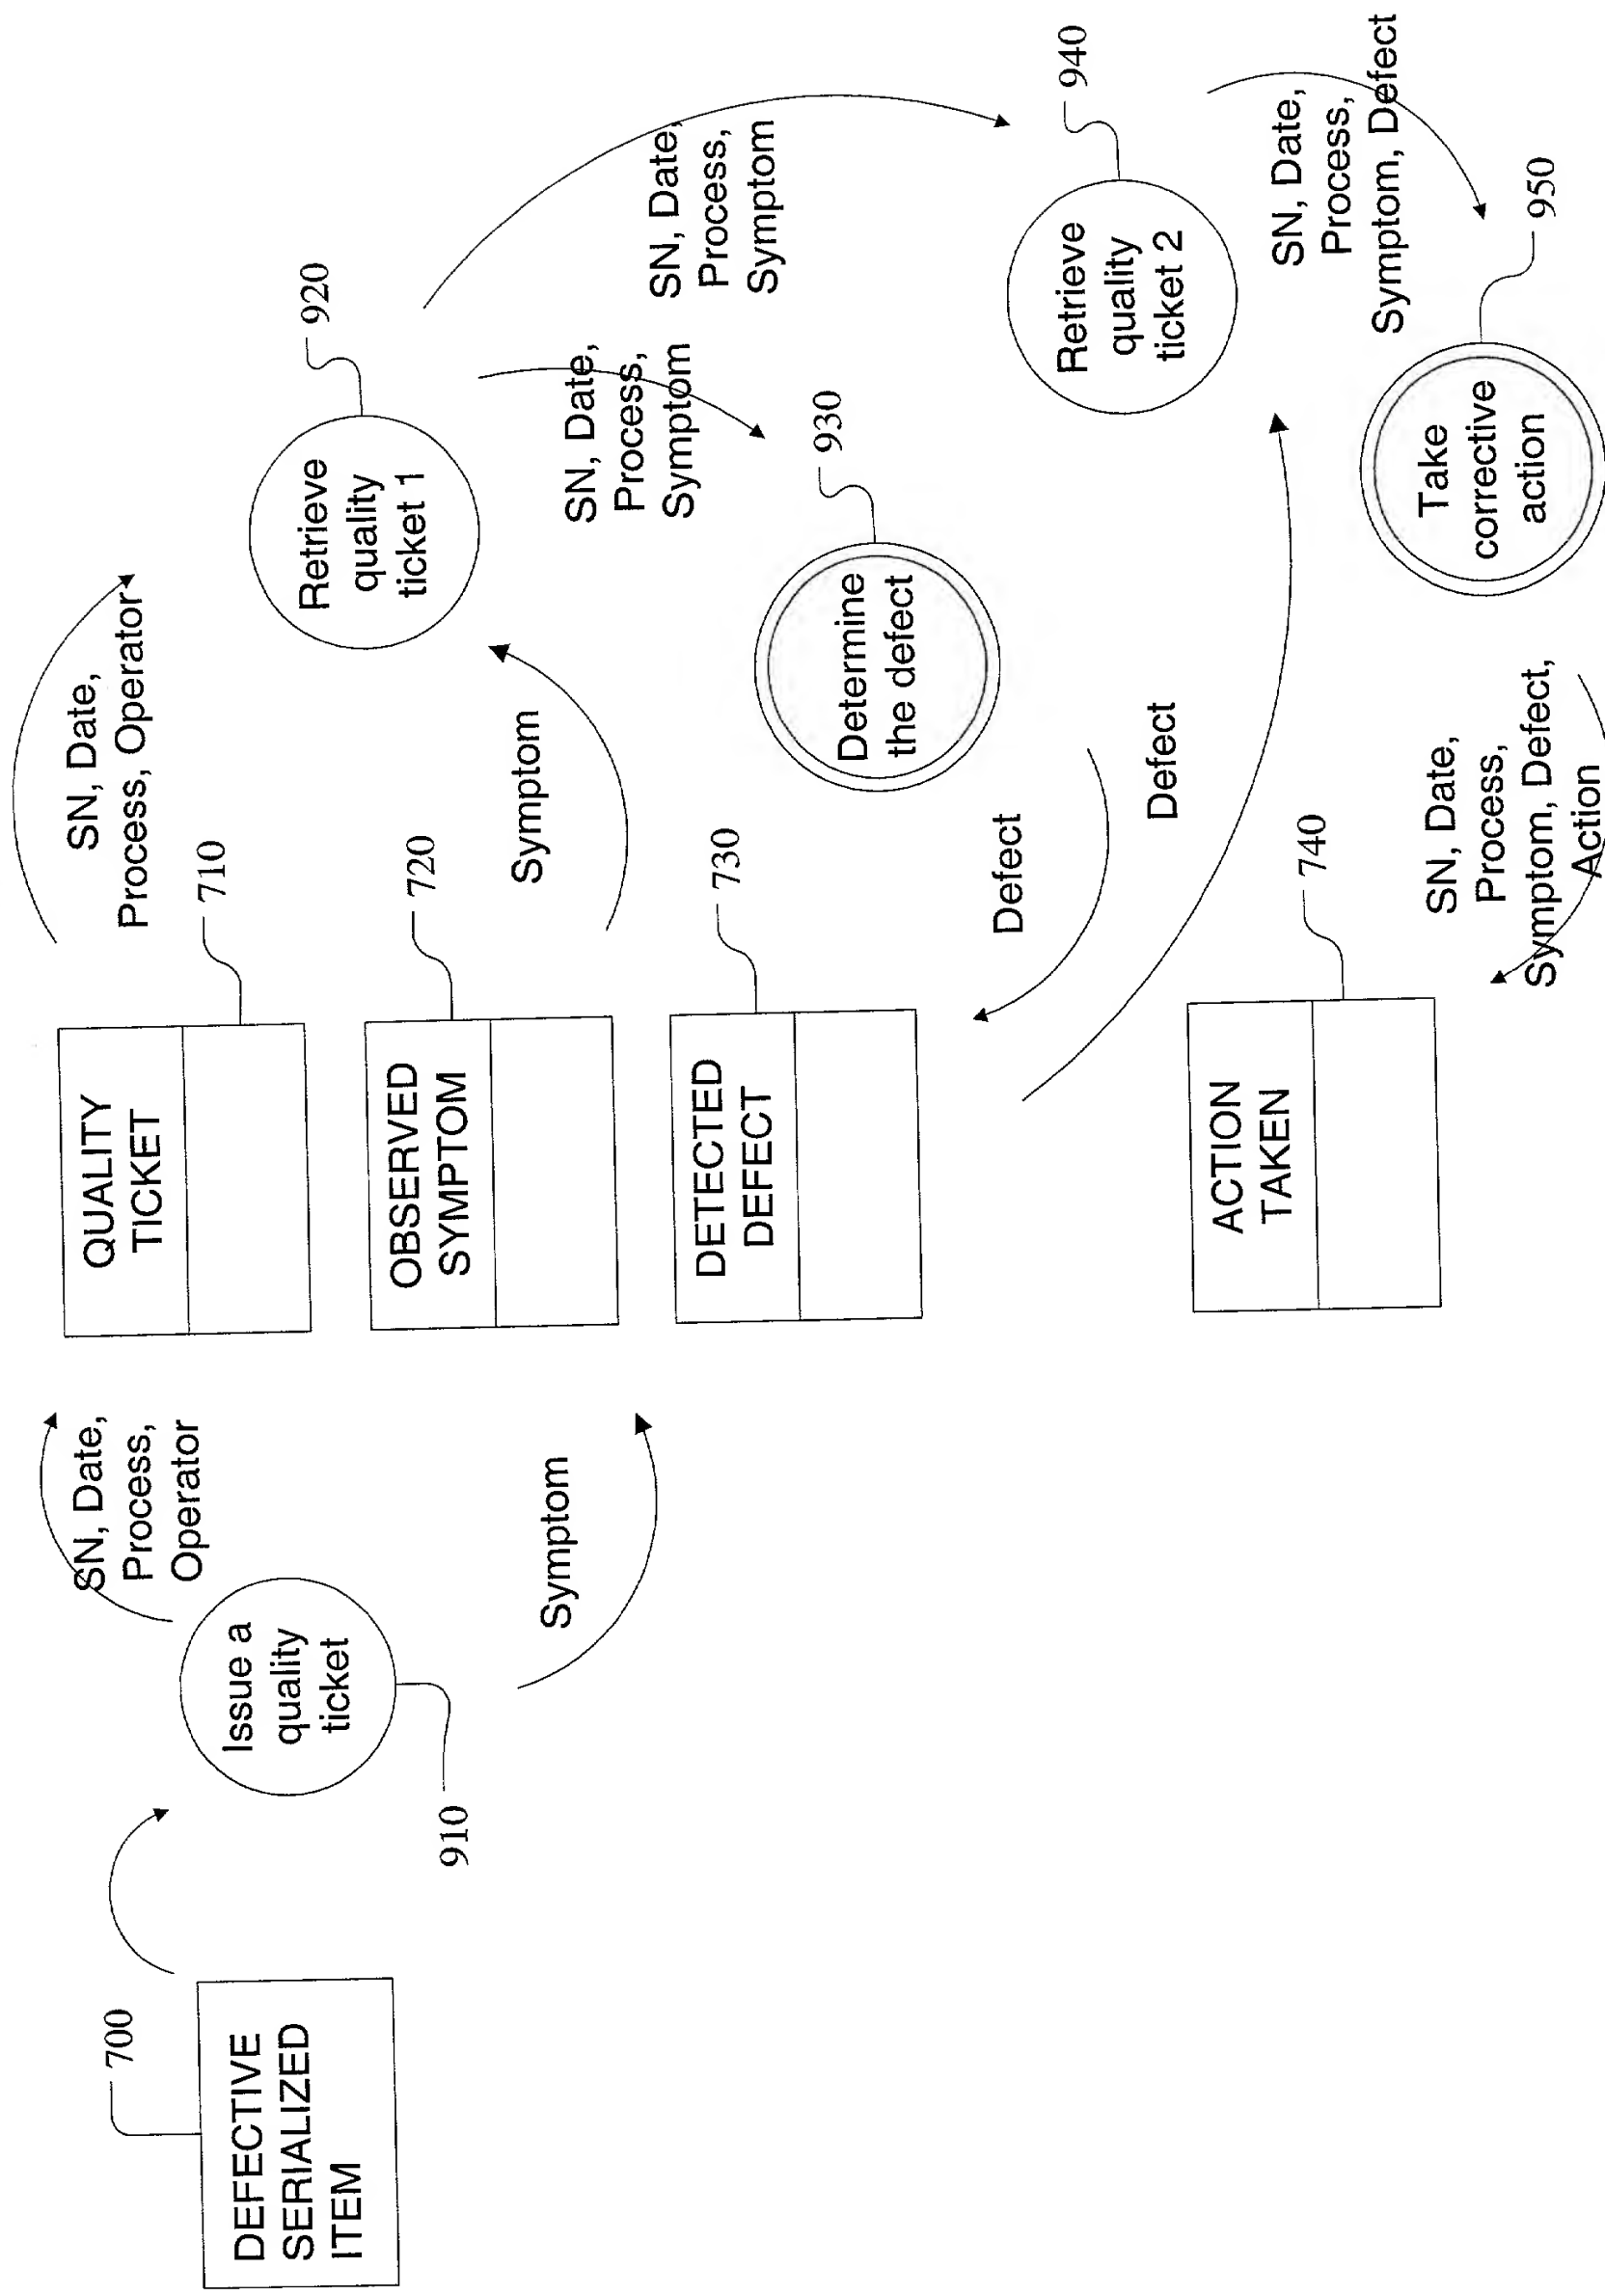 700
DEFECTIVE
SERIALIZED
ITEM
Issue a
quality
ticket
910
SN, Date,
Process,
Operator
Symptom
QUALITY
TICKET
710
OBSERVED
SYMPTOM
720
DETECTED
DEFECT
730
ACTION
TAKEN
740
SN, Date,
Process, Operator
Symptom
Retrieve
quality
ticket 1
920
SN, Date,
Process,
Symptom
SN, Date,
Process,
Symptom
Determine
the defect
930
Defect
Defect
Retrieve
quality
ticket 2
940
SN, Date,
Process,
Symptom, Defect
Take
corrective
action
950
SN, Date,
Process,
Symptom, Defect,
Action